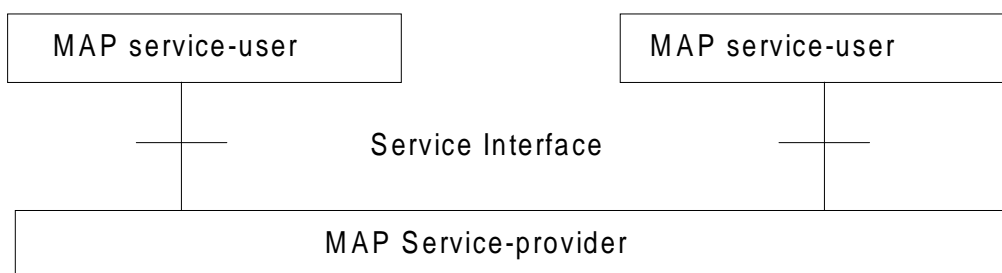 MAP service-user
MAP service-user
Service Interface
MAP Service-provider